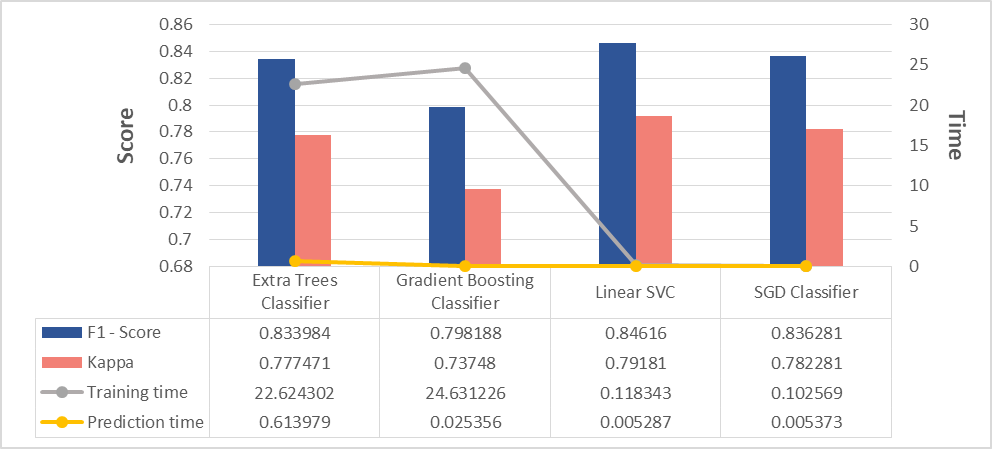 0.86
0.84
0.82
0.8
0.78
0.76
0.74
0.72
0.7
0.68
Score
30
25
20
15
10
5
0
Time
Extra Trees
Classifier
Gradient Boosting
Classifier
Linear SVC
SGD Classifier
F1 - Score 0.833984 0.798188 0.84616 0.836281
Kappa 0.777471 0.73748 0.79181 0.782281
Training time 22.624302 24.631226 0.118343 0.102569
Prediction time 0.613979 0.025356 0.005287 0.005373